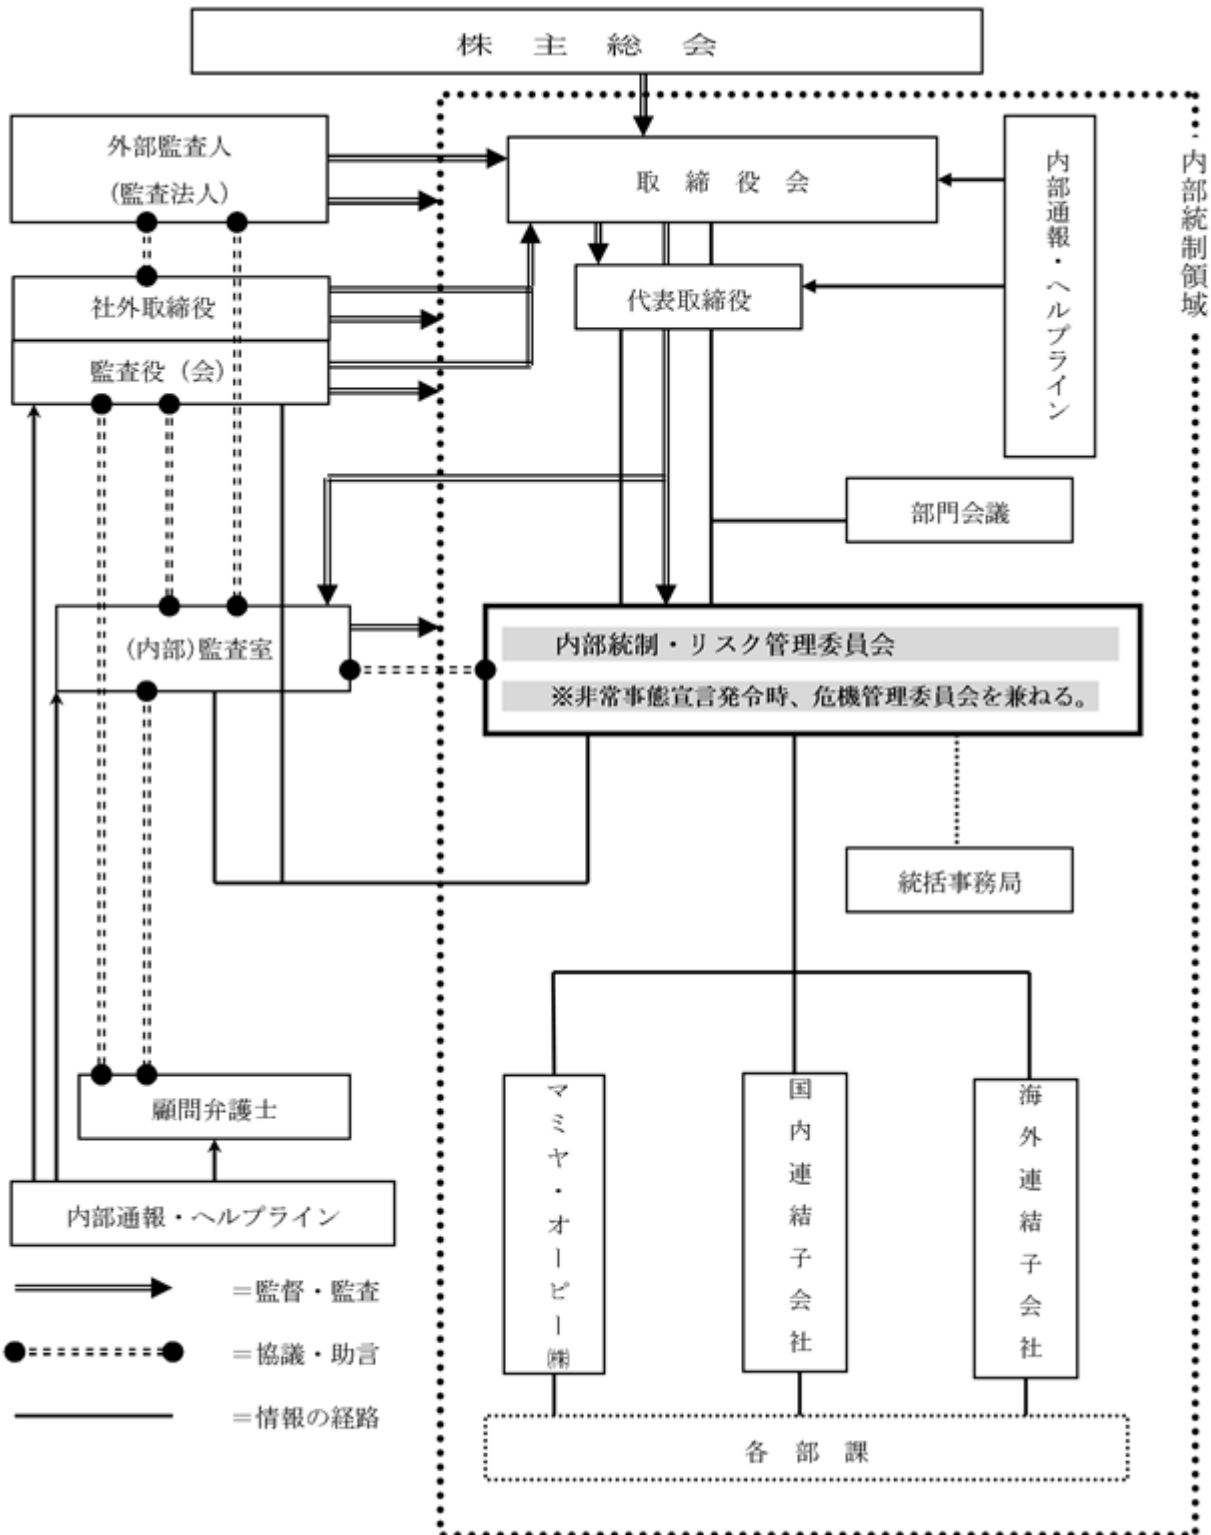 株主総会
外部監査人
(監査法人)
取締役会
内部通報・ヘルプライン
内部統制領域
社外取締役
監査役（会）
代表取締役
部門会議
(内部)監査室
内部統制・リスク管理委員会
※非常事態宣言発令時、危機管理委員会を兼ねる。
統括事務局
顧問弁護士
内部通報・ヘルプライン
マミヤ・オーピー㈱
国内連結子会社
海外連結子会社
各部課
＝監督・監査
＝協議・助言
＝情報の経路